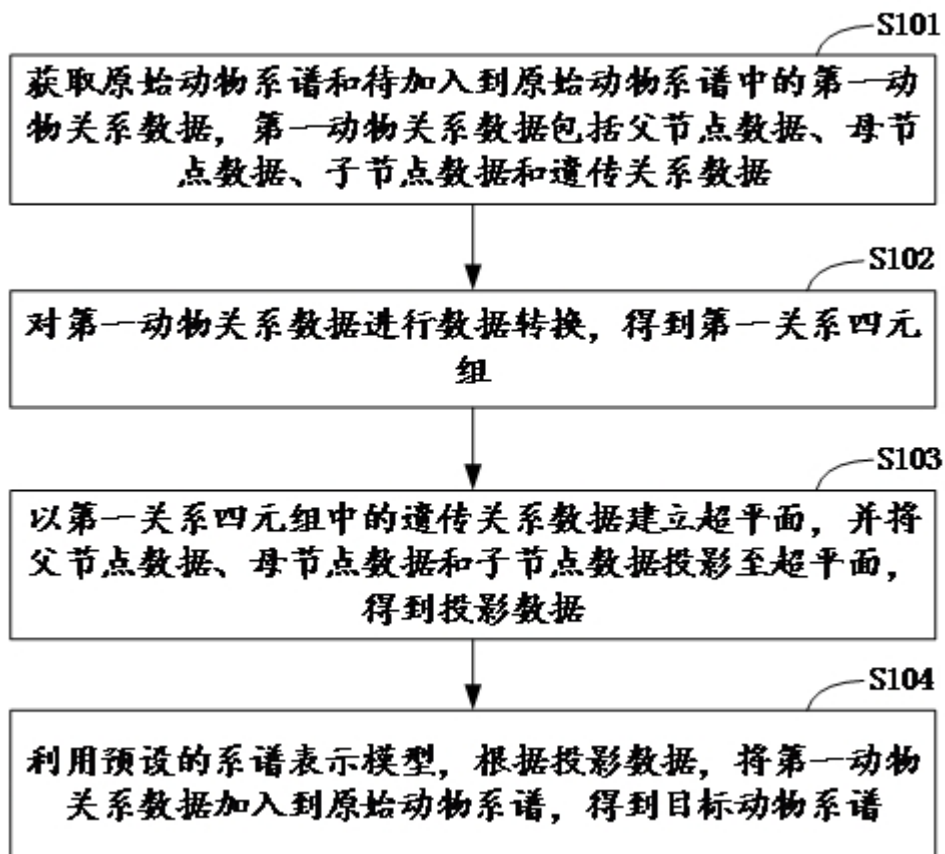 S101
获取原始动物系谱和待加入到原始动物系谱中的第一动
物关系数据，第一动物关系数据包括父节点数据、母节
点数据、子节点数据和遗传关系数据
S102
对第一动物关系数据进行数据转换，得到第一关系四元
组
S103
以第一关系四元组中的遗传关系数据建立超平面，并将
父节点数据、母节点数据和子节点数据投影至超平面，
得到投影数据
S104
利用预设的系谱表示模型，根据投影数据，将第一动物
关系数据加入到原始动物系谱，得到目标动物系谱